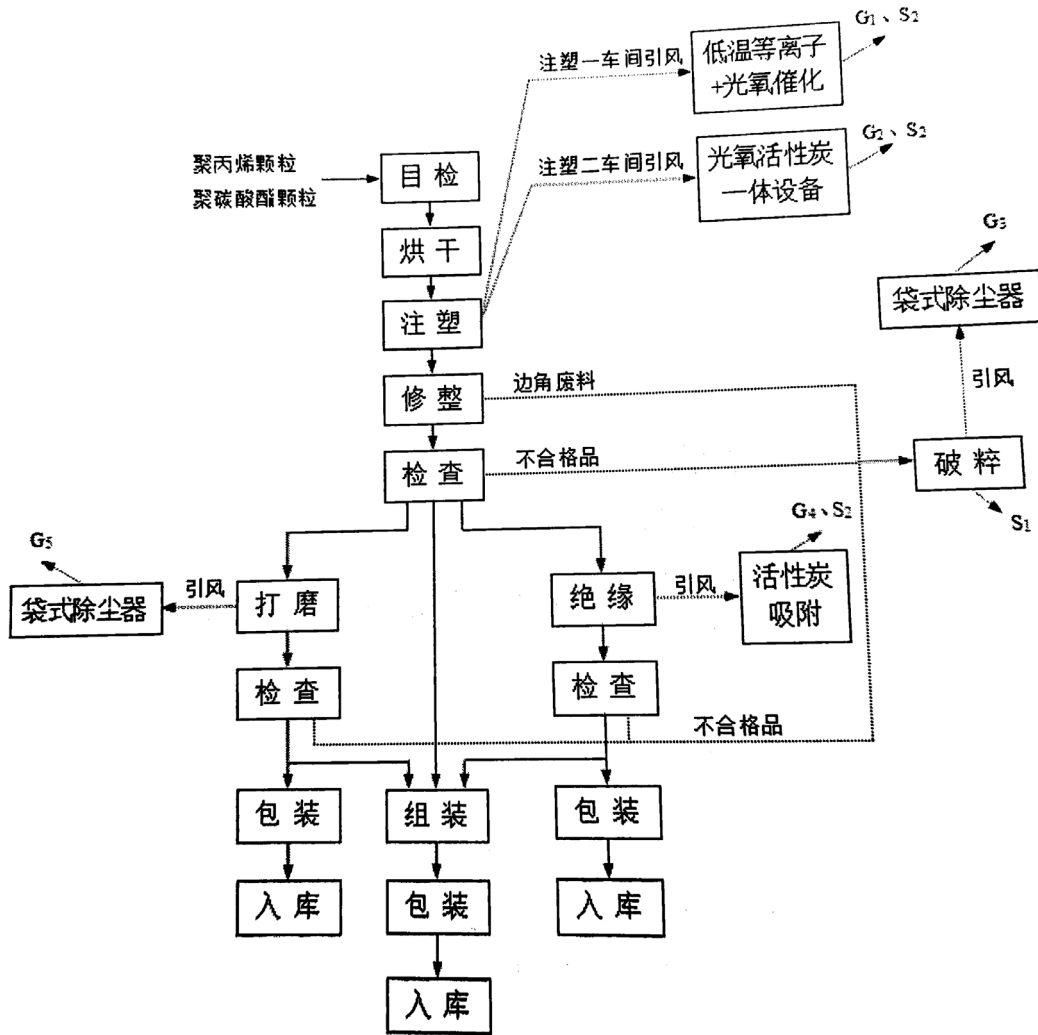 G₁、S₂
注塑一车间引风
低温等离子
+光氧催化
聚丙烯颗粒
聚碳酸酯颗粒
目 检
注塑二车间引风
光氧活性炭
一体设备
G₂、S₂
烘 干
注 塑
G₃
袋式除尘器
引风
修 整
边角废料
检 查
不合格品
破 粹
S₁
G₄、S₂
G₅
袋式除尘器
引风
打 磨
绝 缘
引风
活性炭
吸附
检 查
检 查
不合格品
包 装
组 装
包 装
入 库
包 装
入 库
入 库